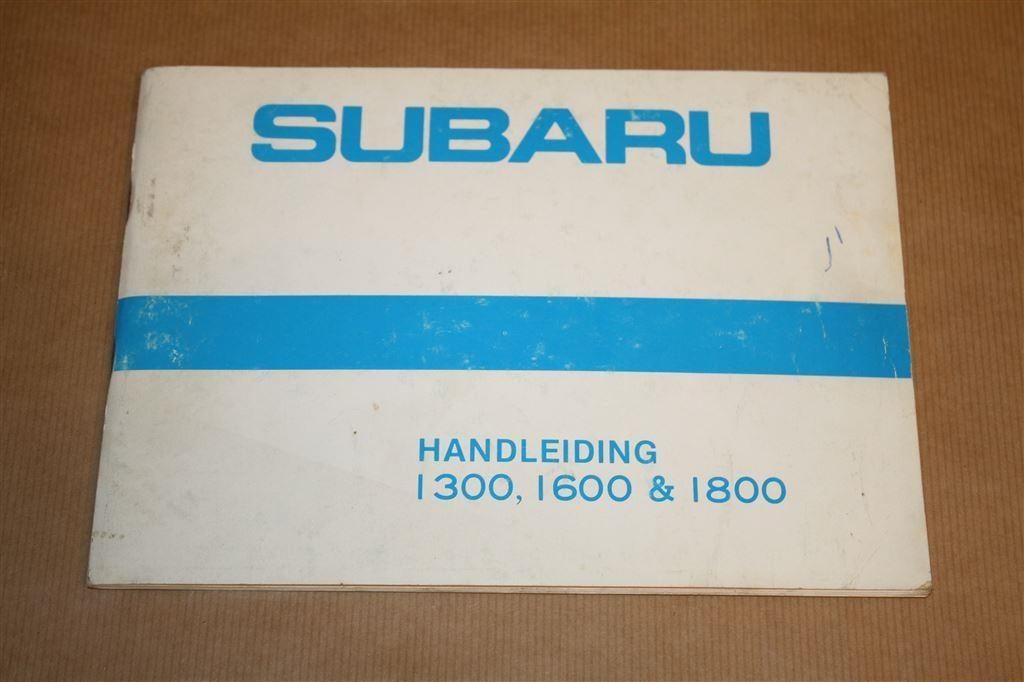 SUBARU
HANDLEIDING
1300, 1600 & 1800